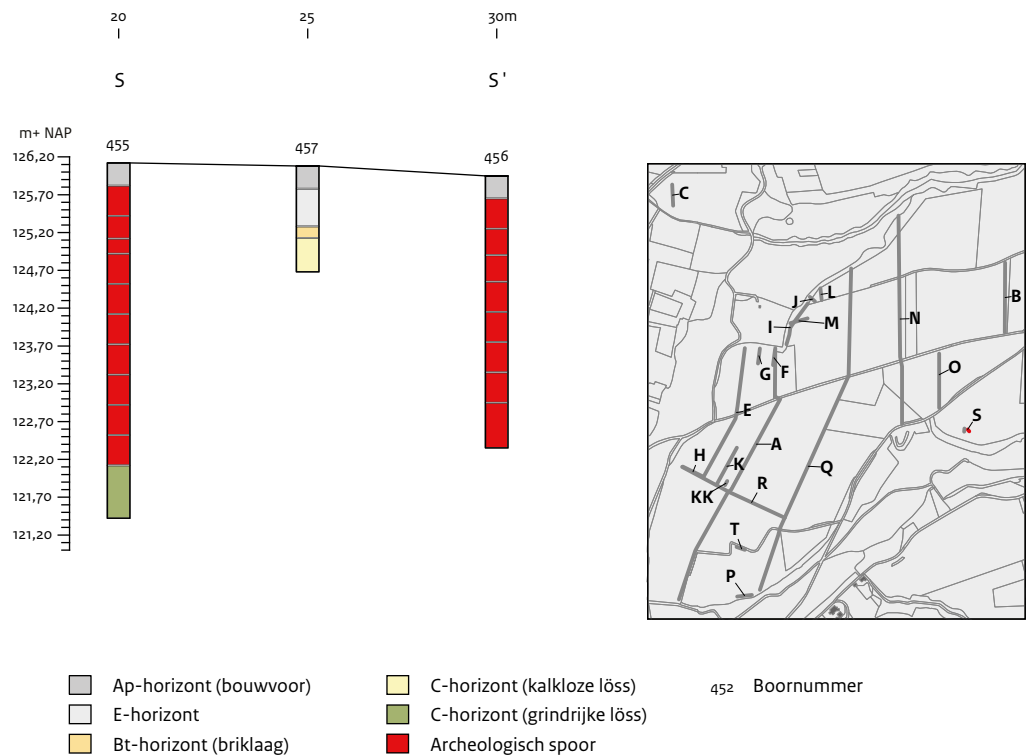 20 25 30m
S S'
m+ NAP
455 457 456
126,20
125,70
125,20
124,70
124,20
123,70
123,20
122,70
122,20
121,70
121,20
C
B
L
J
I
M
N
G
F
O
E
S
A
H
K
Q
KK
R
T
P
Ap-horizont (bouwvoor)
E-horizont
Bt-horizont (briklaag)
C-horizont (kalkloze löss)
C-horizont (grindrijke löss)
Archeologisch spoor
452 Boornummer